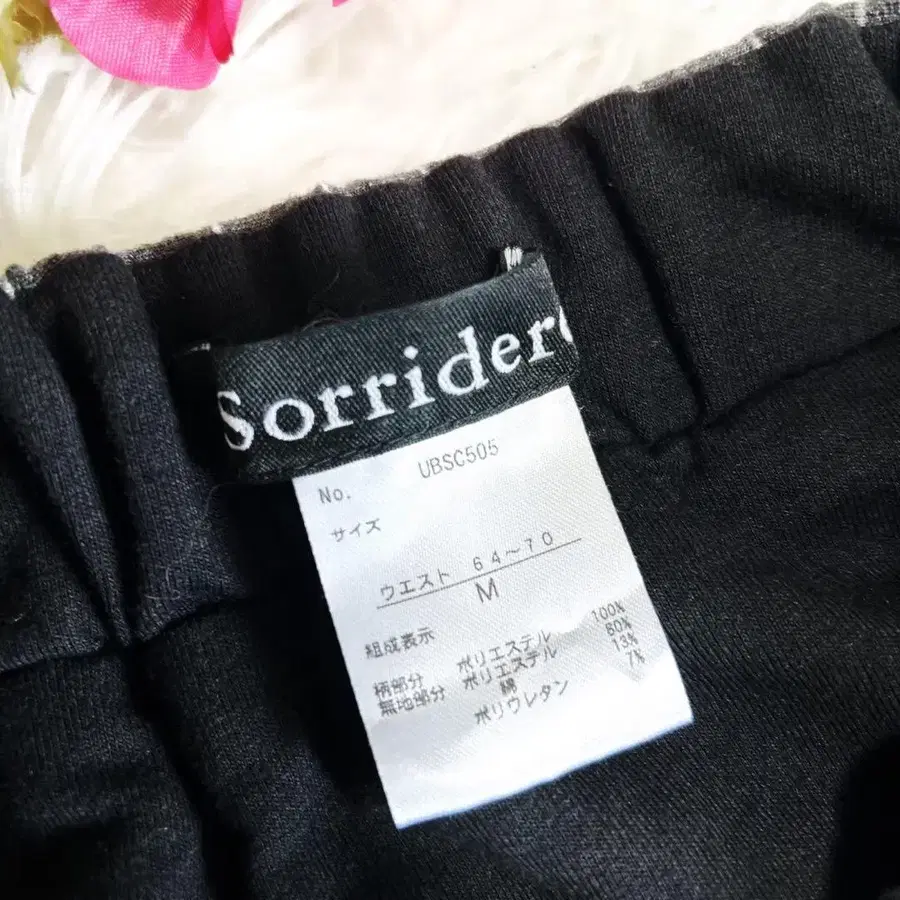 Sorridere
No. UBSC505
サイズ
ウエスト 64~70
M
組成表示
柄部分 ポリエステル 100%
無地部分 ポリエステル 80%
綿 13%
ポリウレタン 7%